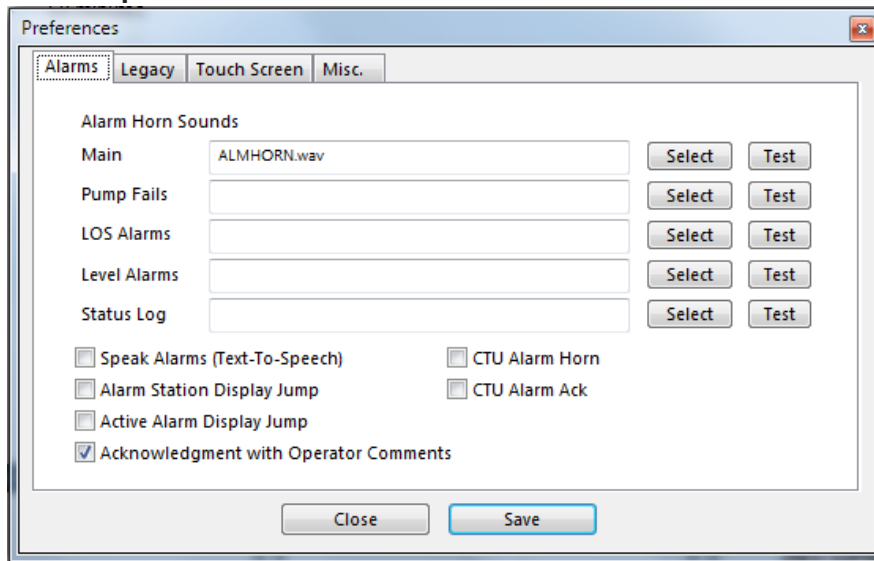 Preferences
Alarms Legacy Touch Screen Misc.
Alarm Horn Sounds
Main ALMHORN.wav Select Test
Pump Fails Select Test
LOS Alarms Select Test
Level Alarms Select Test
Status Log Select Test
Speak Alarms (Text-To-Speech) CTU Alarm Horn
Alarm Station Display Jump CTU Alarm Ack
Active Alarm Display Jump
Acknowledgment with Operator Comments
Close Save